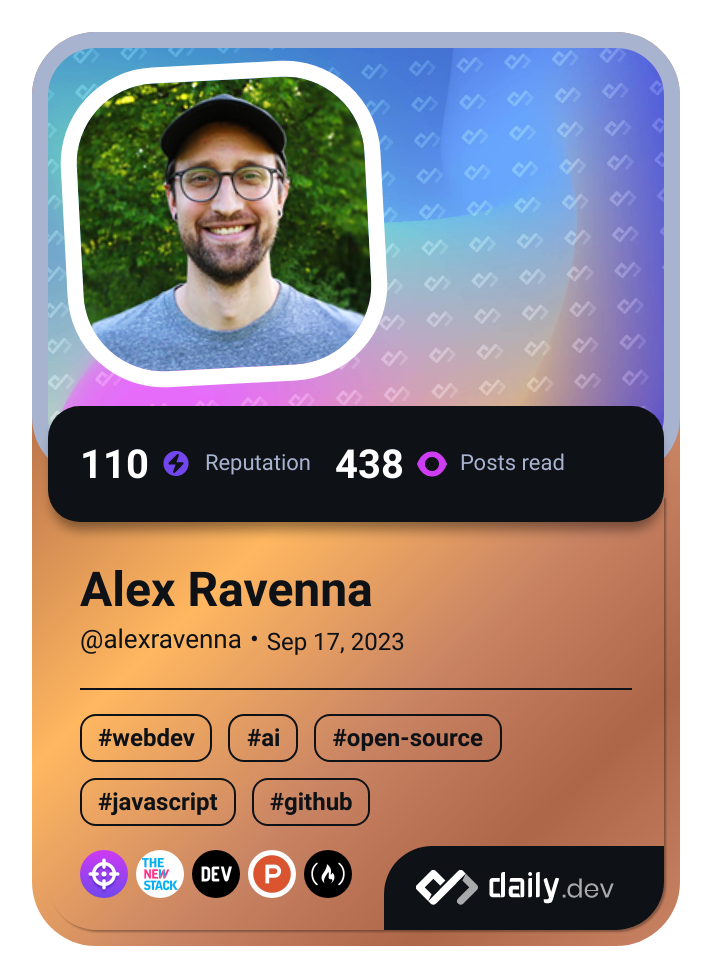 110 Reputation 438 Posts read
Alex Ravenna
@alexravenna • Sep 17, 2023
#webdev #ai #open-source
#javascript #github
THE NEW STACK DEV P
daily.dev